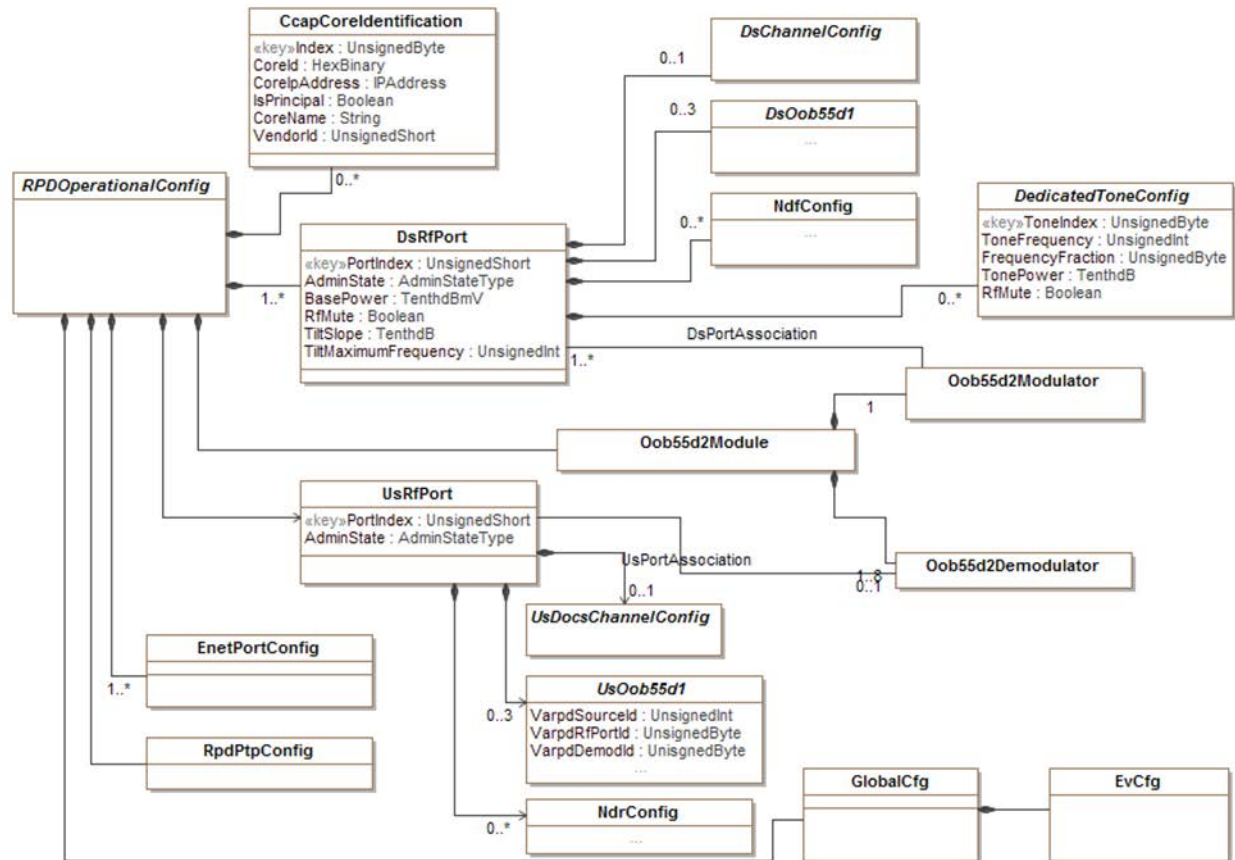 CcapCoreIdentification
«key»Index : UnsignedByte
CoreId : HexBinary
CoreIpAddress : IPAddress
IsPrincipal : Boolean
CoreName : String
VendorId : UnsignedShort
0..*
DsChannelConfig
0..1
DsOob55d1
...
0..3
NdfConfig
...
0..*
RPDOperationalConfig
DsRfPort
«key»PortIndex : UnsignedShort
AdminState : AdminStateType
BasePower : TenthdBmV
RfMute : Boolean
TiltSlope : TenthdB
TiltMaximumFrequency : UnsignedInt
1..*
DedicatedToneConfig
«key»ToneIndex : UnsignedByte
ToneFrequency : UnsignedInt
FrequencyFraction : UnsignedByte
TonePower : TenthdB
RfMute : Boolean
0..*
DsPortAssociation
1..*
Oob55d2Modulator
1
Oob55d2Module
UsRfPort
«key»PortIndex : UnsignedShort
AdminState : AdminStateType
UsPortAssociation
1..8
0..1
Oob55d2Demodulator
0..1
UsDocsChannelConfig
EnetPortConfig
1..*
UsOob55d1
VarpdSourceId : UnsignedInt
VarpdRfPortId : UnsignedByte
VarpdDemodId : UnisgnedByte
...
0..3
RpdPtpConfig
NdrConfig
...
0..*
GlobalCfg
EvCfg